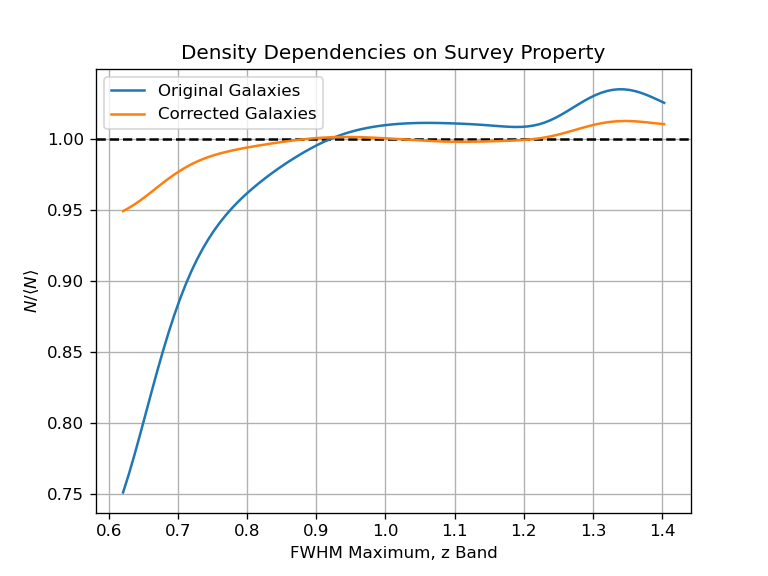 Density Dependencies on Survey Property
Original Galaxies
Corrected Galaxies
1.00
0.95
0.90
0.85
0.80
0.75
N/⟨N⟩
0.6 0.7 0.8 0.9 1.0 1.1 1.2 1.3 1.4
FWHM Maximum, z Band